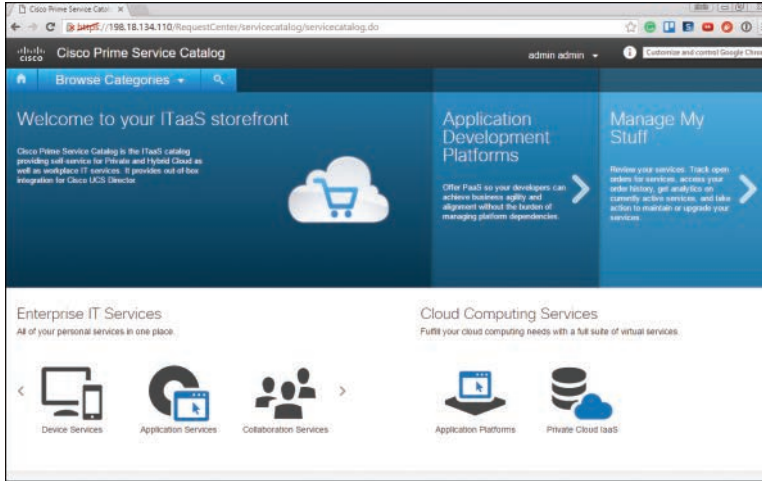 Cisco Prime Service Catal
https://198.18.134.110/RequestCenter/servicecatalog/servicecatalog.do
cisco Cisco Prime Service Catalog
admin admin
Customize and control Google Chro
Browse Categories
Welcome to your ITaaS storefront
Cisco Prime Service Catalog is the ITaaS catalog
providing self-service for Private and Hybrid Cloud as
well as workplace IT services. It provides out of box
integration for Cisco UCS Director.
Application
Development
Platforms
Offer PaaS so your developers can
achieve business agility and
alignment without the burden of
managing platform dependencies.
Manage My
Stuff
Review your services. Track open
orders for services, access your
order history, get analytics on
currently active services, and take
action to maintain or upgrade your
services.
Enterprise IT Services
All of your personal services in one place.
Device Services
Application Services
Collaboration Services
Cloud Computing Services
Fulfill your cloud computing needs with a full suite of virtual services.
Application Platforms
Private Cloud IaaS